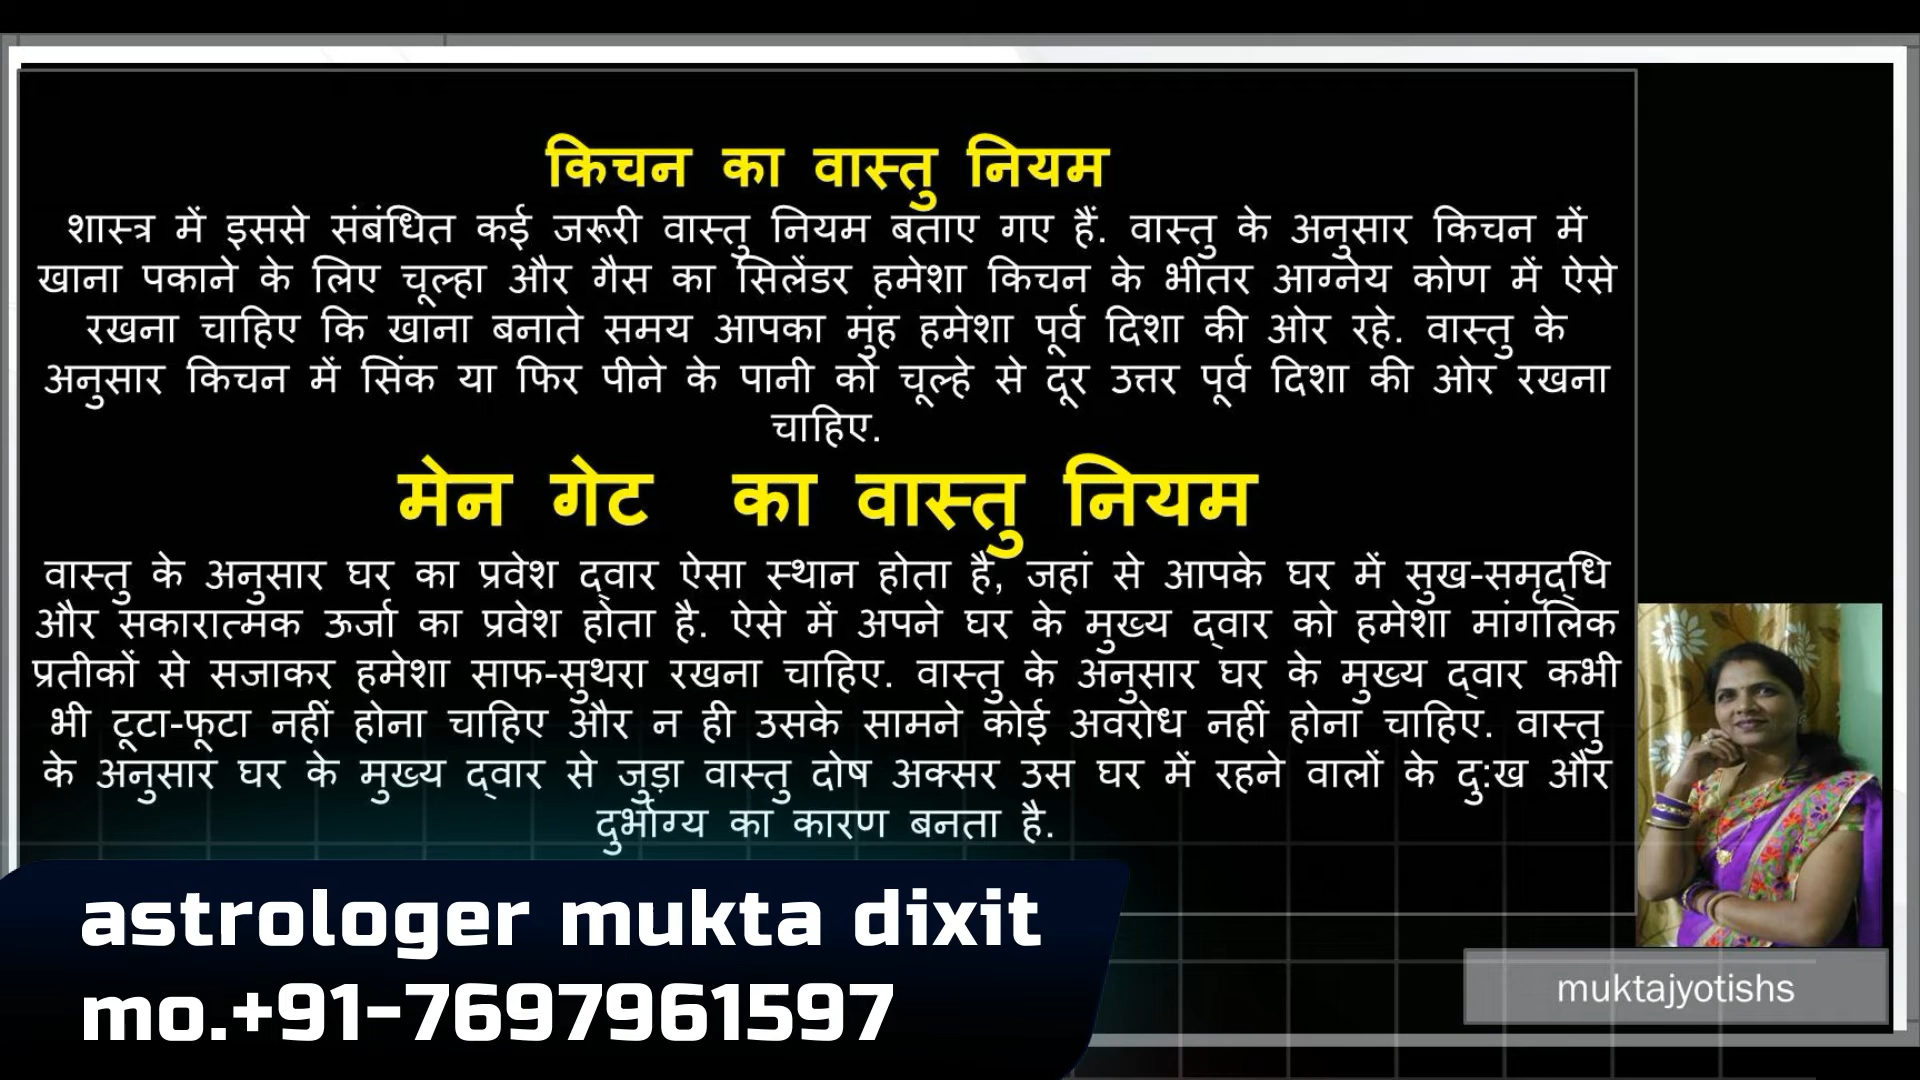 किचन का वास्तु नियम
शास्त्र में इससे संबंधित कई जरूरी वास्तु नियम बताए गए हैं. वास्तु के अनुसार किचन में
खाना पकाने के लिए चूल्हा और गैस का सिलेंडर हमेशा किचन के भीतर आग्नेय कोण में ऐसे
रखना चाहिए कि खाना बनाते समय आपका मुंह हमेशा पूर्व दिशा की ओर रहे. वास्तु के
अनुसार किचन में सिंक या फिर पीने के पानी को चूल्हे से दूर उत्तर पूर्व दिशा की ओर रखना
चाहिए.
मेन गेट का वास्तु नियम
वास्तु के अनुसार घर का प्रवेश द्वार ऐसा स्थान होता है, जहां से आपके घर में सुख-समृद्धि
और सकारात्मक ऊर्जा का प्रवेश होता है. ऐसे में अपने घर के मुख्य द्वार को हमेशा मांगलिक
प्रतीकों से सजाकर हमेशा साफ-सुथरा रखना चाहिए. वास्तु के अनुसार घर के मुख्य द्वार कभी
भी टूटा-फूटा नहीं होना चाहिए और न ही उसके सामने कोई अवरोध नहीं होना चाहिए. वास्तु
के अनुसार घर के मुख्य द्वार से जुड़ा वास्तु दोष अक्सर उस घर में रहने वालों के दु:ख और
दुर्भाग्य का कारण बनता है.
astrologer mukta dixit
mo.+91-7697961597
muktajyotishs